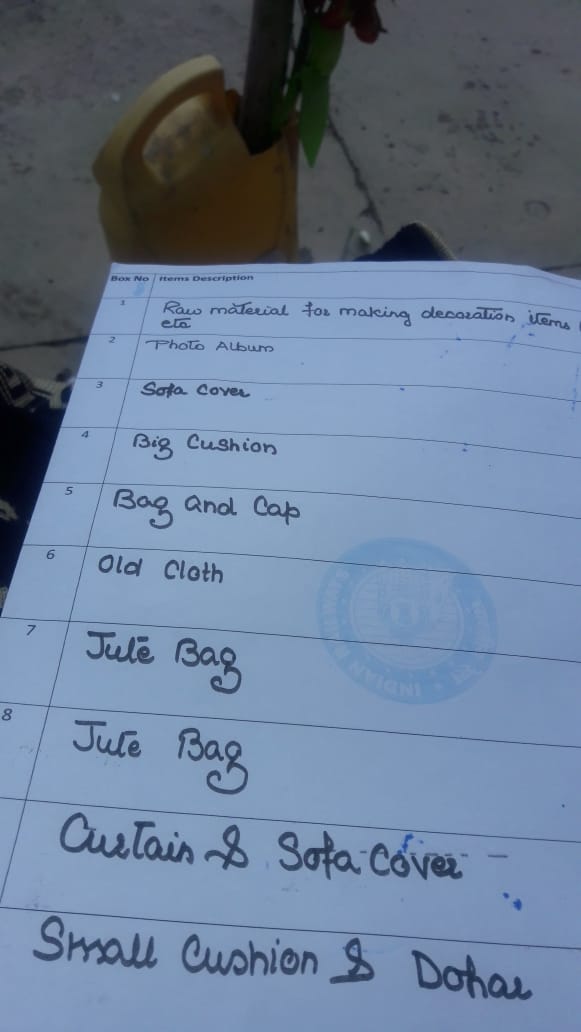 Box No Items Description
1 Raw material for making decoration items
etc
2 Photo Album
3 Sofa Cover
4 Big Cushion
5 Bag and Cap
6 Old Cloth
7 Jute Bag
8 Jute Bag
Curtain & Sofa Cover
Small Cushion & Dohar
INDIAN